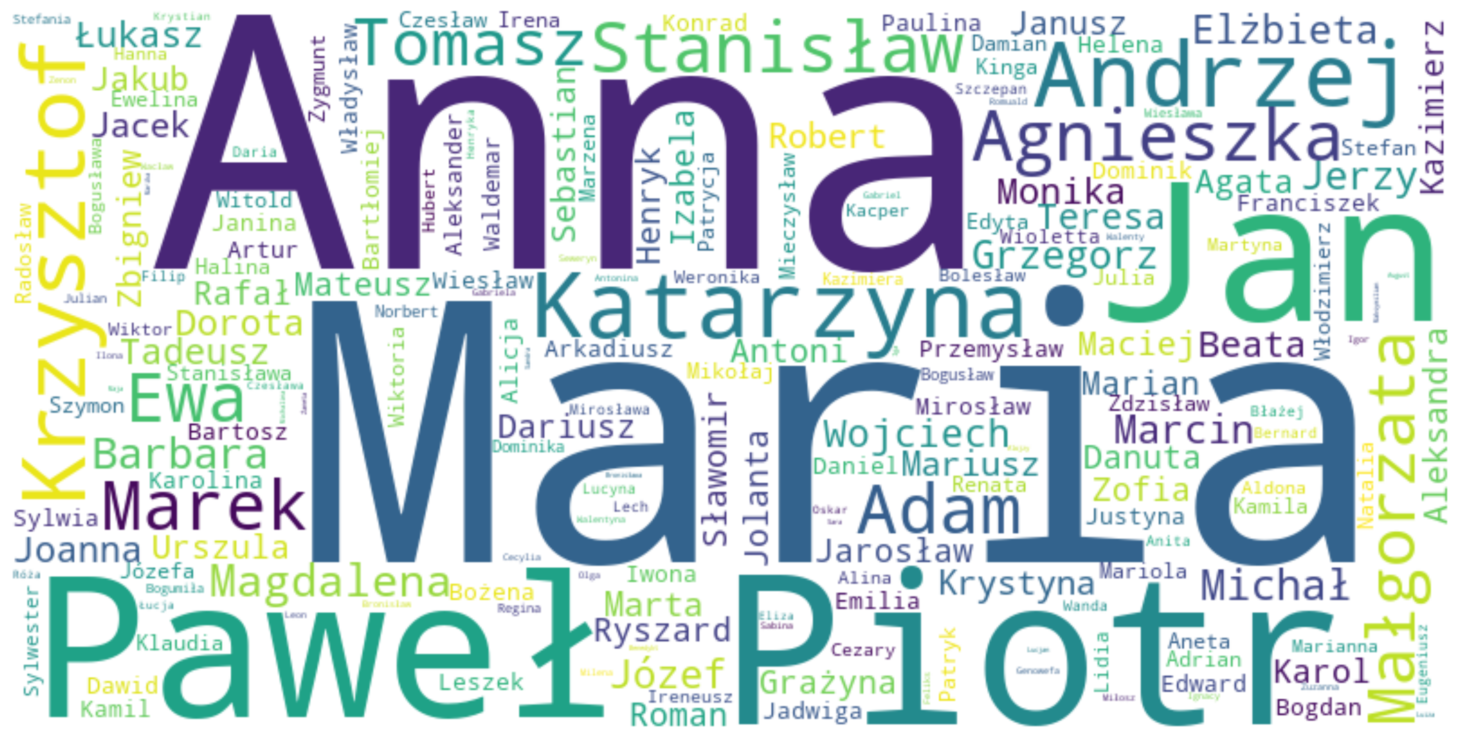 Stefania
Krystian
Łukasz
Hanna
Jakub
Zenon
Ewelina
Jacek
Krzysztof
Radosław
Bogusława
Zbigniew
Wacław
Daria
Anna
Zygmunt
Władysław
Czesław
Irena
Tomasz
Stanisław
Konrad
Paulina
Janusz
Elżbieta
Damian
Helena
Kinga
Andrzej
Szczepan
Romuald
Wiesława
Kazimierz
Agnieszka
Stefan
Robert
Dominik
Monika
Agata
Jerzy
Franciszek
Edyta
Teresa
Wioletta
Walenty
Martyna
Grzegorz
Jan
Witold
Janina
Artur
Bartłomiej
Hubert
Aleksander
Henryka
Waldemar
Sebastian
Marzena
Henryk
Izabela
Patrycja
Mieczysław
Gabriel
Kacper
Filip
Halina
Semeryn
Antonina
Weronika
Kazimiera
Bolesław
Julia
Włodzimierz
August
Maksymilian
Igor
Julian
Rafał
Mateusz
Wiesław
Gabriela
Katarzyna
Norbert
Wiktor
Dorota
Ilona
Tadeusz
Stanisława
Czesława
Wiktoria
Alicja
Arkadiusz
Antoni
Przemysław
Maciej
Beata
Mikołaj
Bogusław
Marian
Maria
Szymon
Ewa
Bartosz
Dariusz
Mirosława
Dominika
Mirosław
Zdzisław
Błażej
Marcin
Bernard
Małgorzata
Aleksandra
Barbara
Karolina
Marek
Bronisława
Lucyna
Lech
Walentyna
Sławomir
Jolanta
Wojciech
Daniel
Mariusz
Renata
Danuta
Zofia
Aldona
Kamila
Natalia
Sylwia
Oskar
Sara
Adam
Justyna
Anita
Joanna
Urszula
Cecylia
Jarosław
Róża
Józefa
Bogumiła
Łucja
Magdalena
Bronisław
Bożena
Regina
Olga
Iwona
Alina
Emilia
Krystyna
Mariola
Wanda
Michał
Sylwester
Paweł
Klaudia
Leon
Marta
Ryszard
Eliza
Sabina
Piotr
Cezary
Lucjan
Genowefa
Lidia
Aneta
Adrian
Edward
Marianna
Karol
Zuzanna
Eugeniusz
Dawid
Kamil
Leszek
Milena
Benedykt
Józef
Ireneusz
Roman
Grażyna
Jadwiga
Feliks
Patryk
Miłosz
Ignacy
Bogdan
Luiza